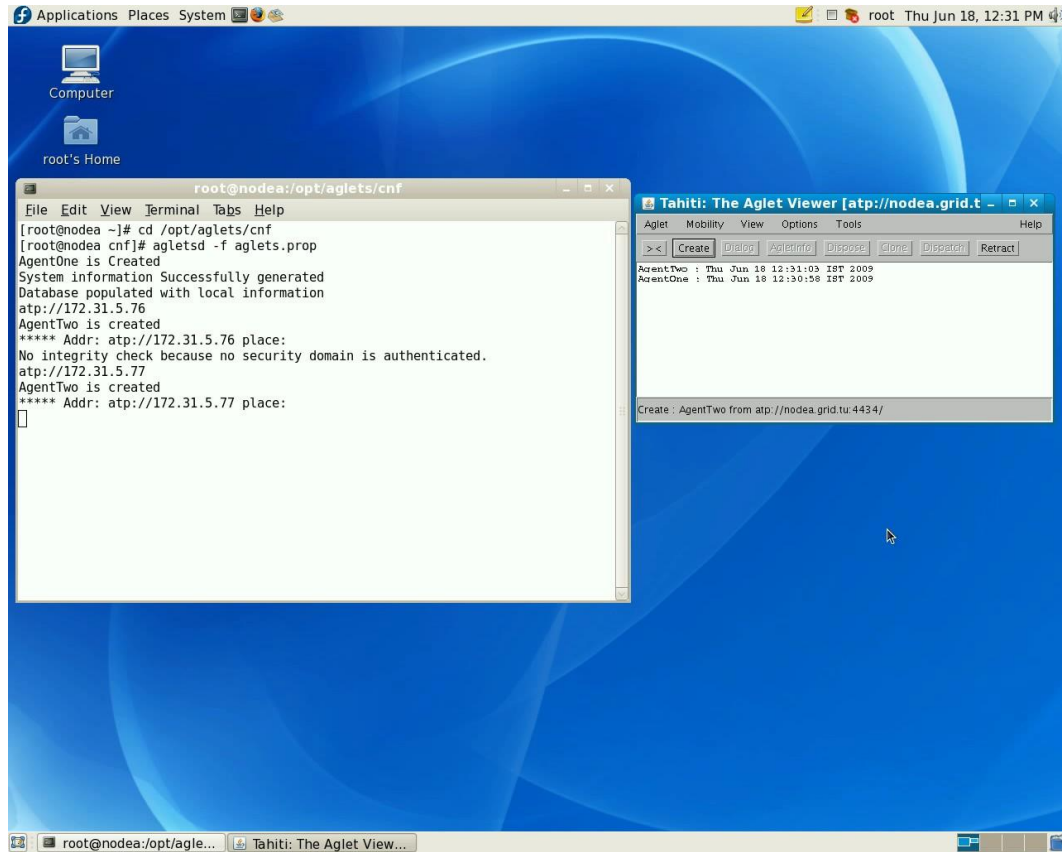 Applications Places System root Thu Jun 18, 12:31 PM
Computer
root's Home
root@nodea:/opt/aglets/cnf
File Edit View Terminal Tabs Help
[root@nodea ~]# cd /opt/aglets/cnf
[root@nodea cnf]# agletsd -f aglets.prop
AgentOne is Created
System information Successfully generated
Database populated with local information
atp://172.31.5.76
AgentTwo is created
***** Addr: atp://172.31.5.76 place:
No integrity check because no security domain is authenticated.
atp://172.31.5.77
AgentTwo is created
***** Addr: atp://172.31.5.77 place:
Tahiti: The Aglet Viewer [atp://nodea.grid.t
Aglet Mobility View Options Tools Help
> < Create Dialog AgletInfo Dispose Clone Dispatch Retract
AgentTwo : Thu Jun 18 12:31:03 IST 2009
AgentOne : Thu Jun 18 12:30:58 IST 2009
Create : AgentTwo from atp://nodea.grid.tu:4434/
root@nodea:/opt/agle... Tahiti: The Aglet View...